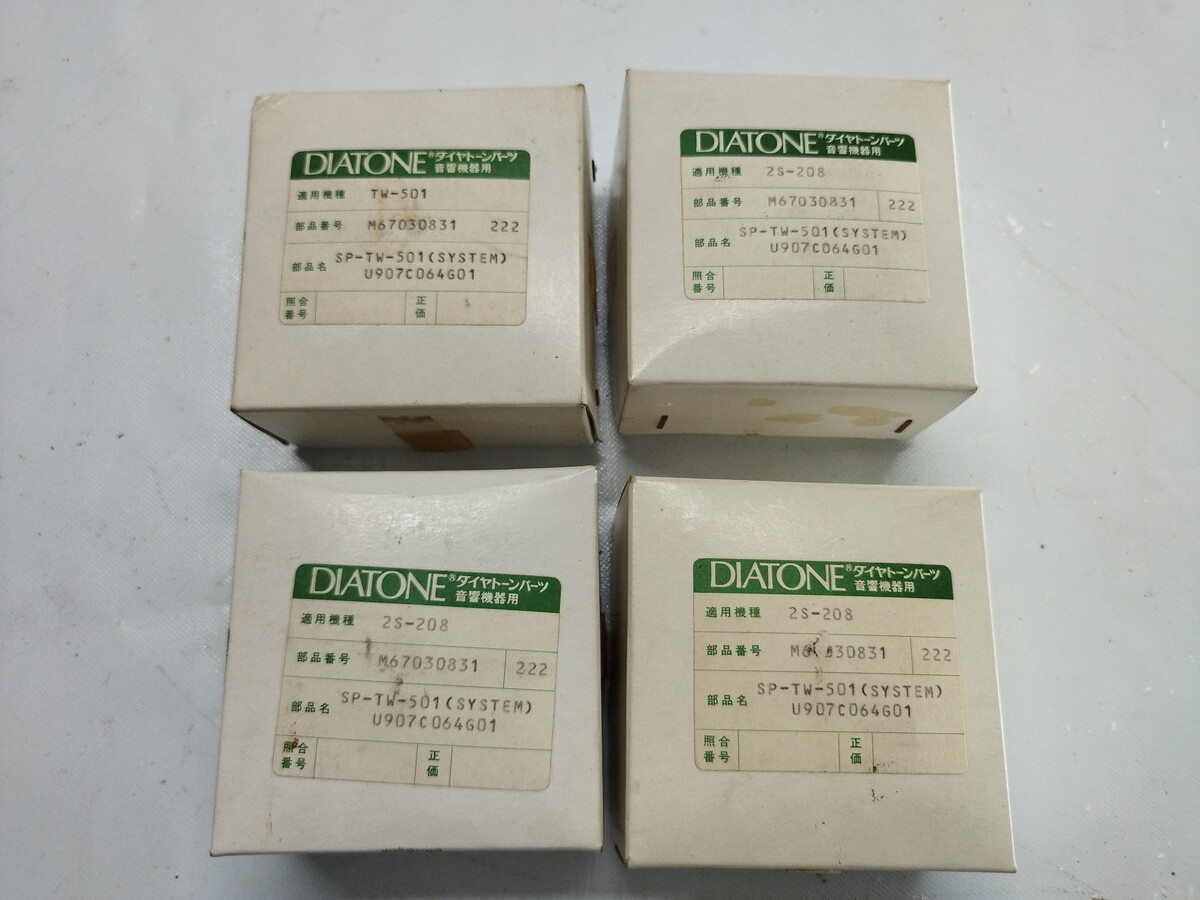 DIATONE® ダイヤトーンパーツ
音響機器用
適用機種 TW-501
部品番号 M67030831 222
部品名 SP-TW-501(SYSTEM)
U907C064G01
照合番号 正価
DIATONE® ダイヤトーンパーツ
音響機器用
適用機種 2S-208
部品番号 M67030831 222
部品名 SP-TW-501(SYSTEM)
U907C064G01
照合番号 正価
DIATONE® ダイヤトーンパーツ
音響機器用
適用機種 2S-208
部品番号 M67030831 222
部品名 SP-TW-501(SYSTEM)
U907C064G01
照合番号 正価
DIATONE® ダイヤトーンパーツ
音響機器用
適用機種 2S-208
部品番号 M67030831 222
部品名 SP-TW-501(SYSTEM)
U907C064G01
照合番号 正価